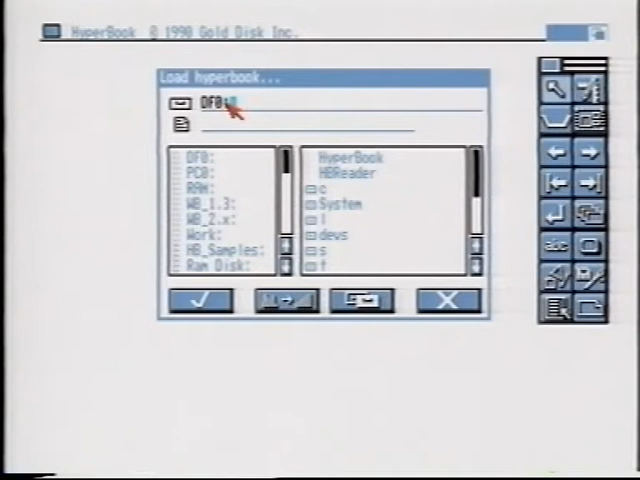 HyperBook © 1990 Gold Disk Inc.
Load hyperbook...
DF0:
DF0:
PC0:
RAM:
WB_1.3:
WB_2.x:
Work:
HB_Samples:
Ram Disk:
HyperBook
HBReader
c
System
l
devs
s
t
abc